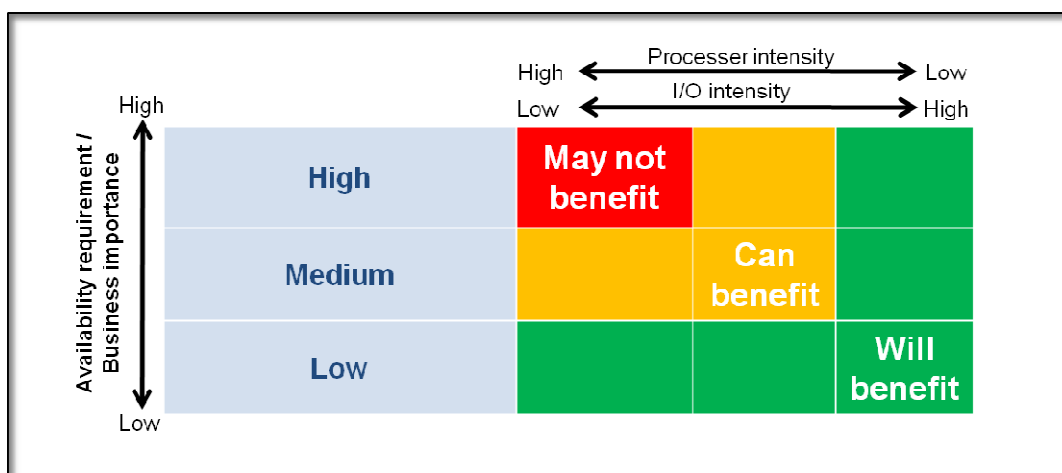 Processer intensity
High Low
I/O intensity
Low High
High
Availability requirement /
Business importance
Low
High
May not
benefit
Medium
Can
benefit
Low
Will
benefit